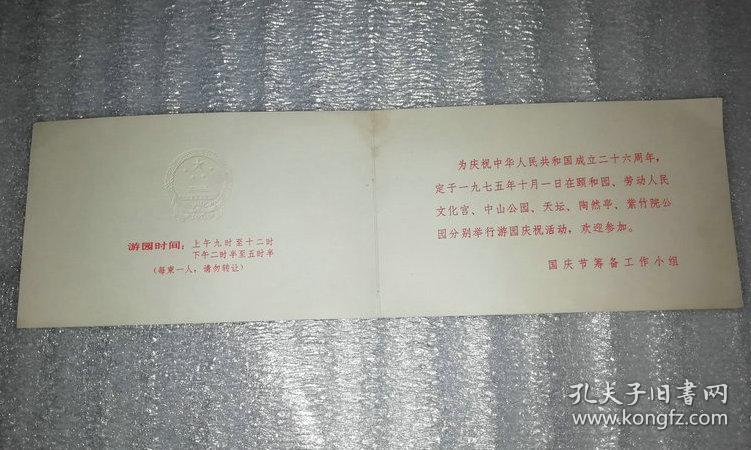 游园时间：上午九时至十二时
下午二时半至五时半
（每柬一人，请勿转让）
为庆祝中华人民共和国成立二十六周年，
定于一九七五年十月一日在颐和园、劳动人民
文化宫、中山公园、天坛、陶然亭、紫竹院公
园分别举行游园庆祝活动，欢迎参加。
国庆节筹备工作小组
孔夫子旧书网
www.kongfz.com